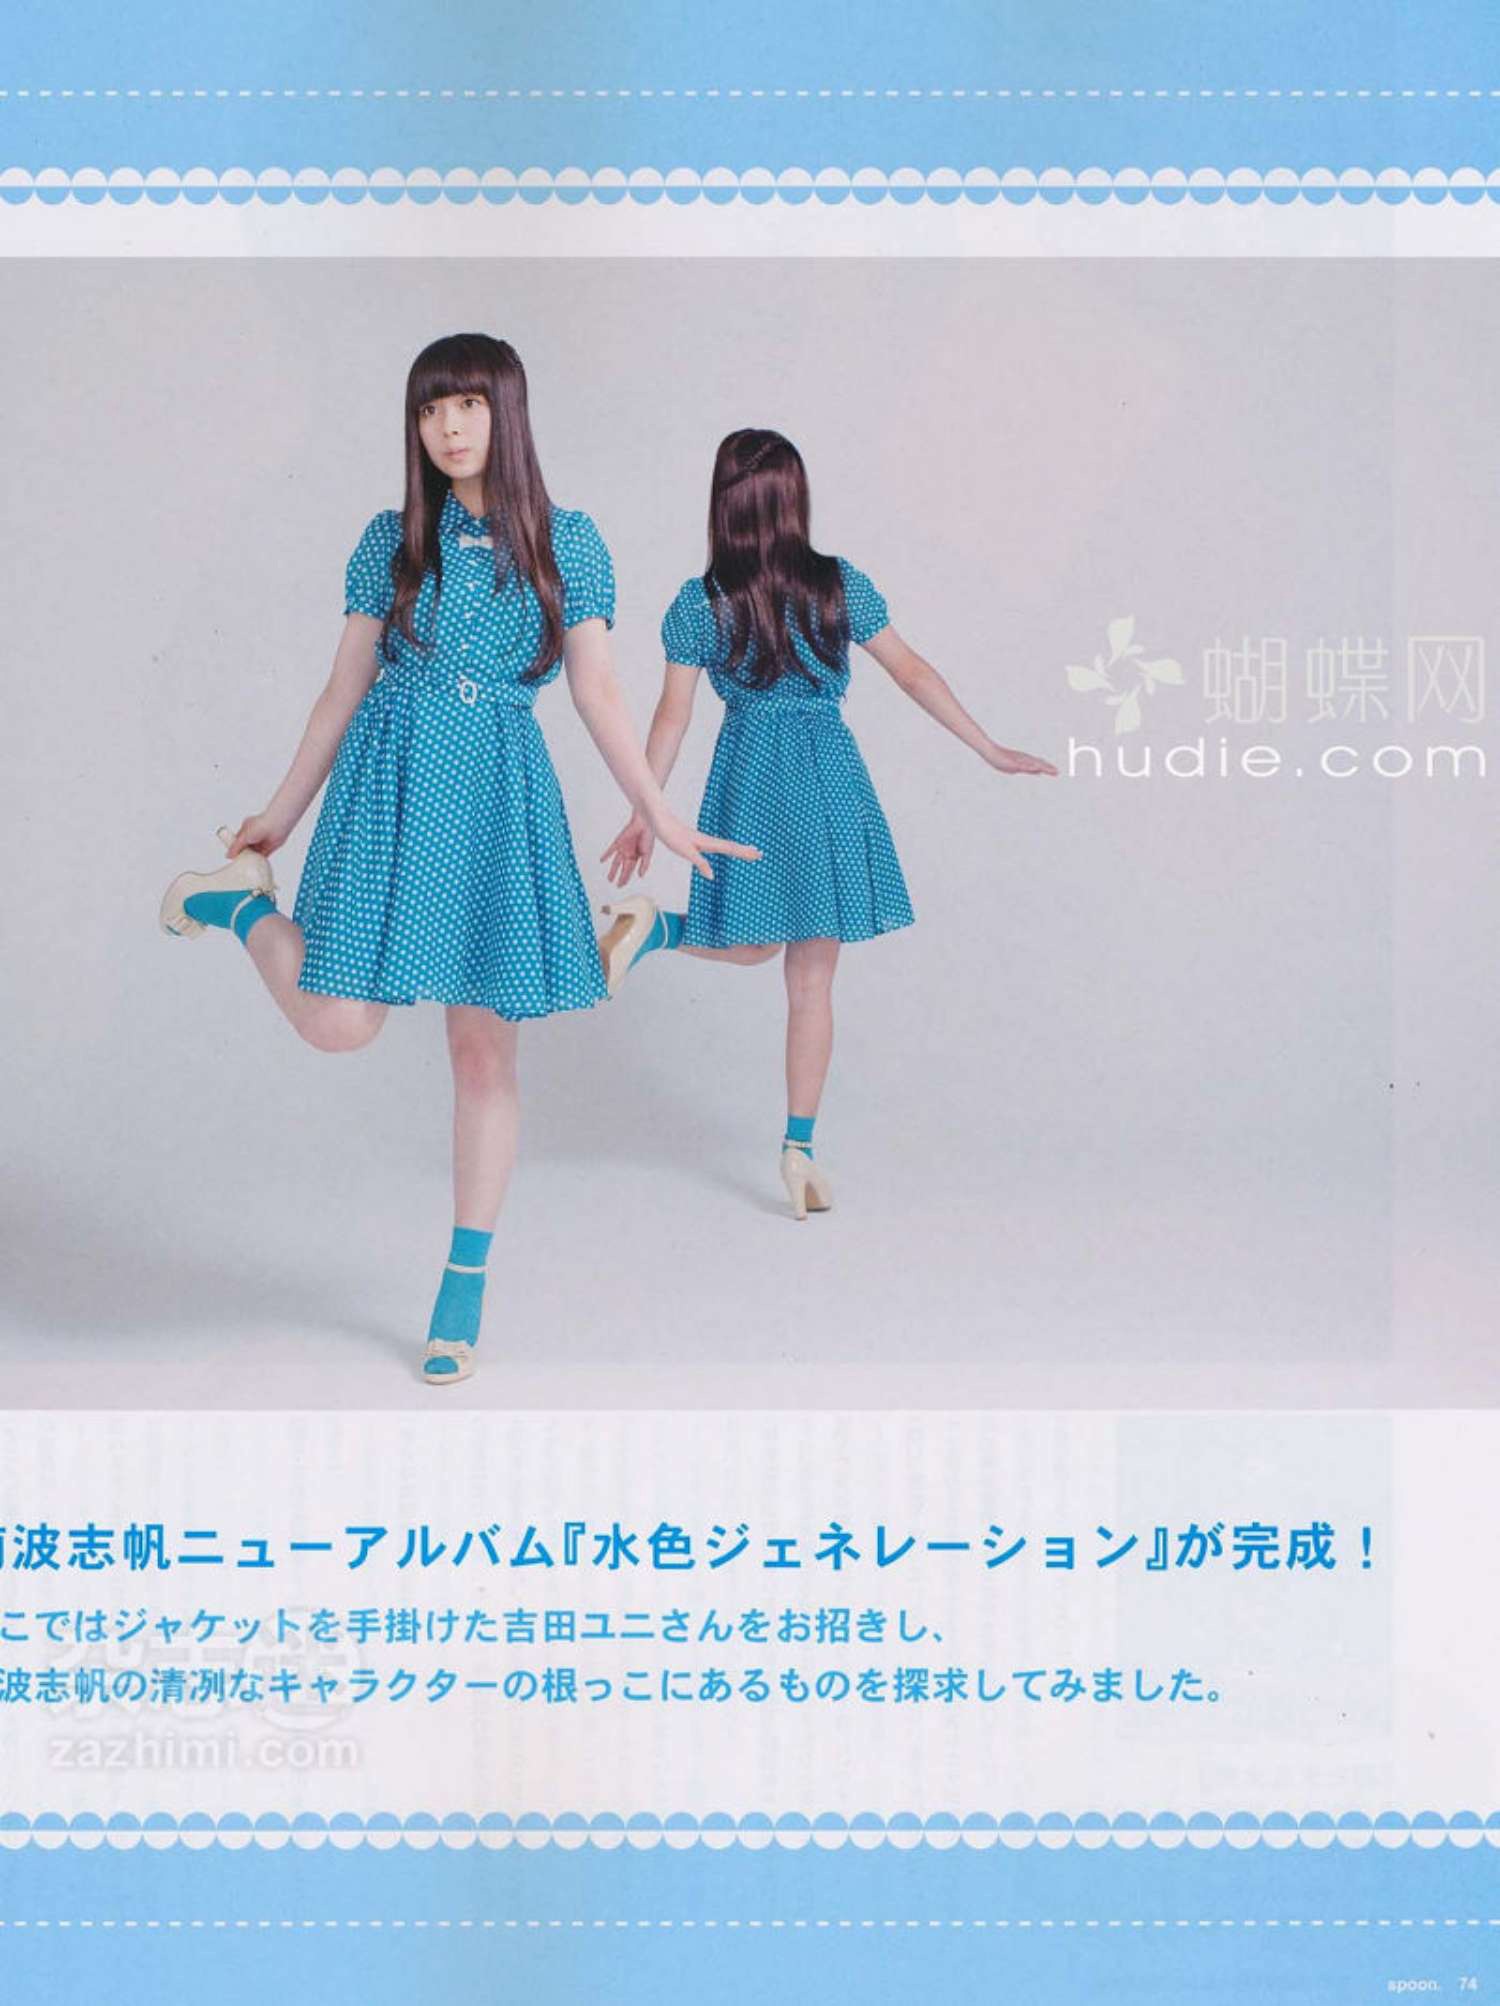 蝴蝶网
hudie.com
波志帆ニューアルバム『水色ジェネレーション』が完成！
こではジャケットを手掛けた吉田ユニさんをお招きし、
波志帆の清冽なキャラクターの根っこにあるものを探求してみました。
zazhimi.com
spoon. 74